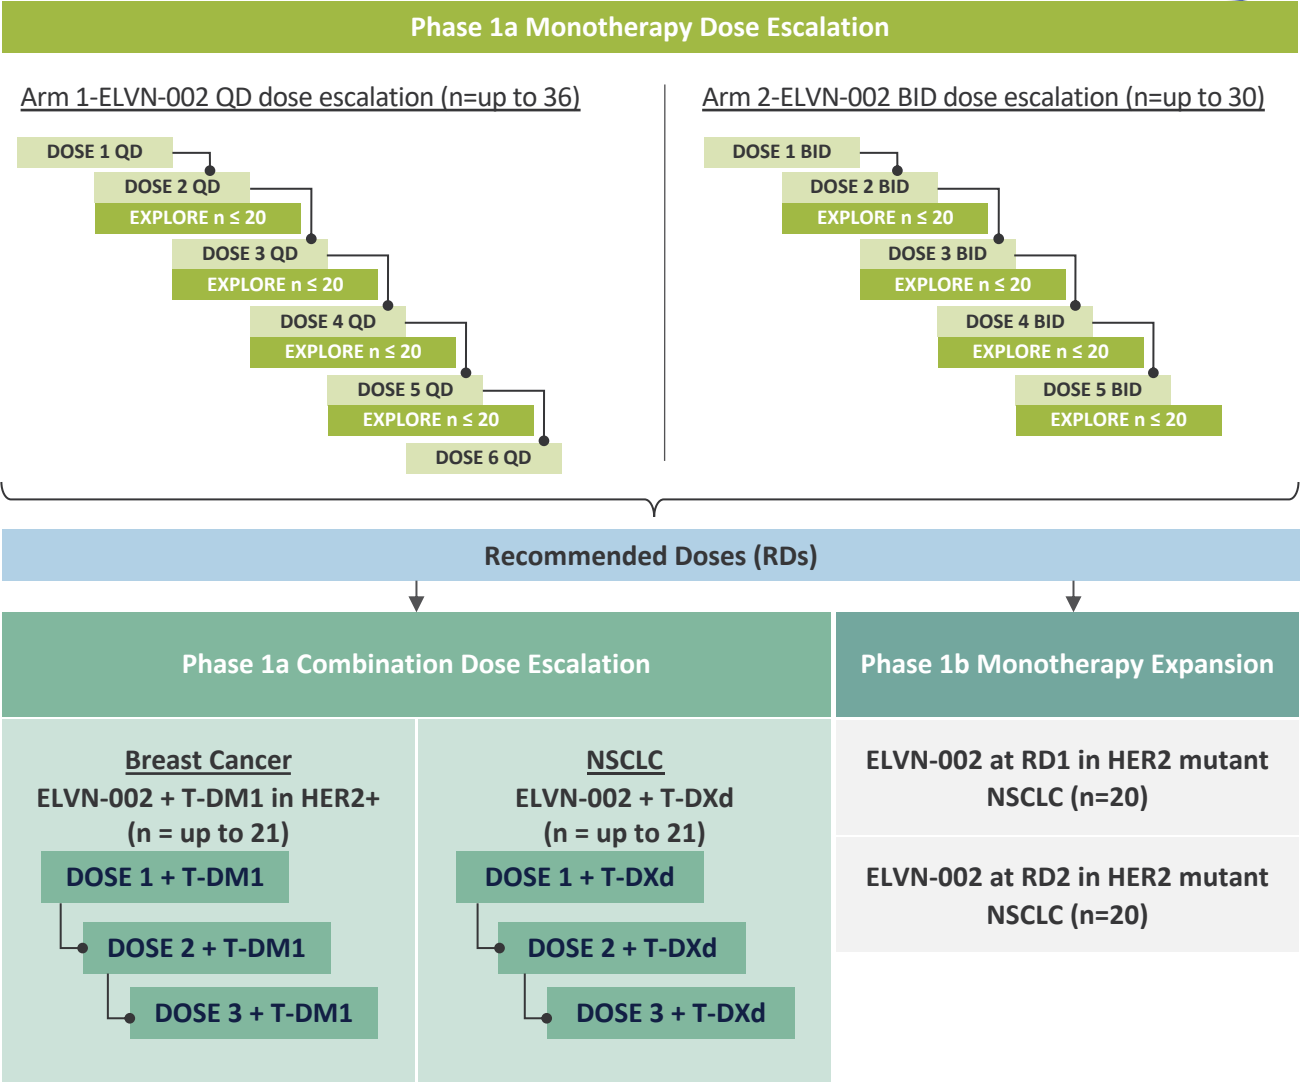 Phase 1a Monotherapy Dose Escalation
Arm 1-ELVN-002 QD dose escalation (n=up to 36)
DOSE 1 QD
DOSE 2 QD
EXPLORE n ≤ 20
DOSE 3 QD
EXPLORE n ≤ 20
DOSE 4 QD
EXPLORE n ≤ 20
DOSE 5 QD
EXPLORE n ≤ 20
DOSE 6 QD
Arm 2-ELVN-002 BID dose escalation (n=up to 30)
DOSE 1 BID
DOSE 2 BID
EXPLORE n ≤ 20
DOSE 3 BID
EXPLORE n ≤ 20
DOSE 4 BID
EXPLORE n ≤ 20
DOSE 5 BID
EXPLORE n ≤ 20
Recommended Doses (RDs)
Phase 1a Combination Dose Escalation
Breast Cancer
ELVN-002 + T-DM1 in HER2+
(n = up to 21)
DOSE 1 + T-DM1
DOSE 2 + T-DM1
DOSE 3 + T-DM1
NSCLC
ELVN-002 + T-DXd
(n = up to 21)
DOSE 1 + T-DXd
DOSE 2 + T-DXd
DOSE 3 + T-DXd
Phase 1b Monotherapy Expansion
ELVN-002 at RD1 in HER2 mutant
NSCLC (n=20)
ELVN-002 at RD2 in HER2 mutant
NSCLC (n=20)